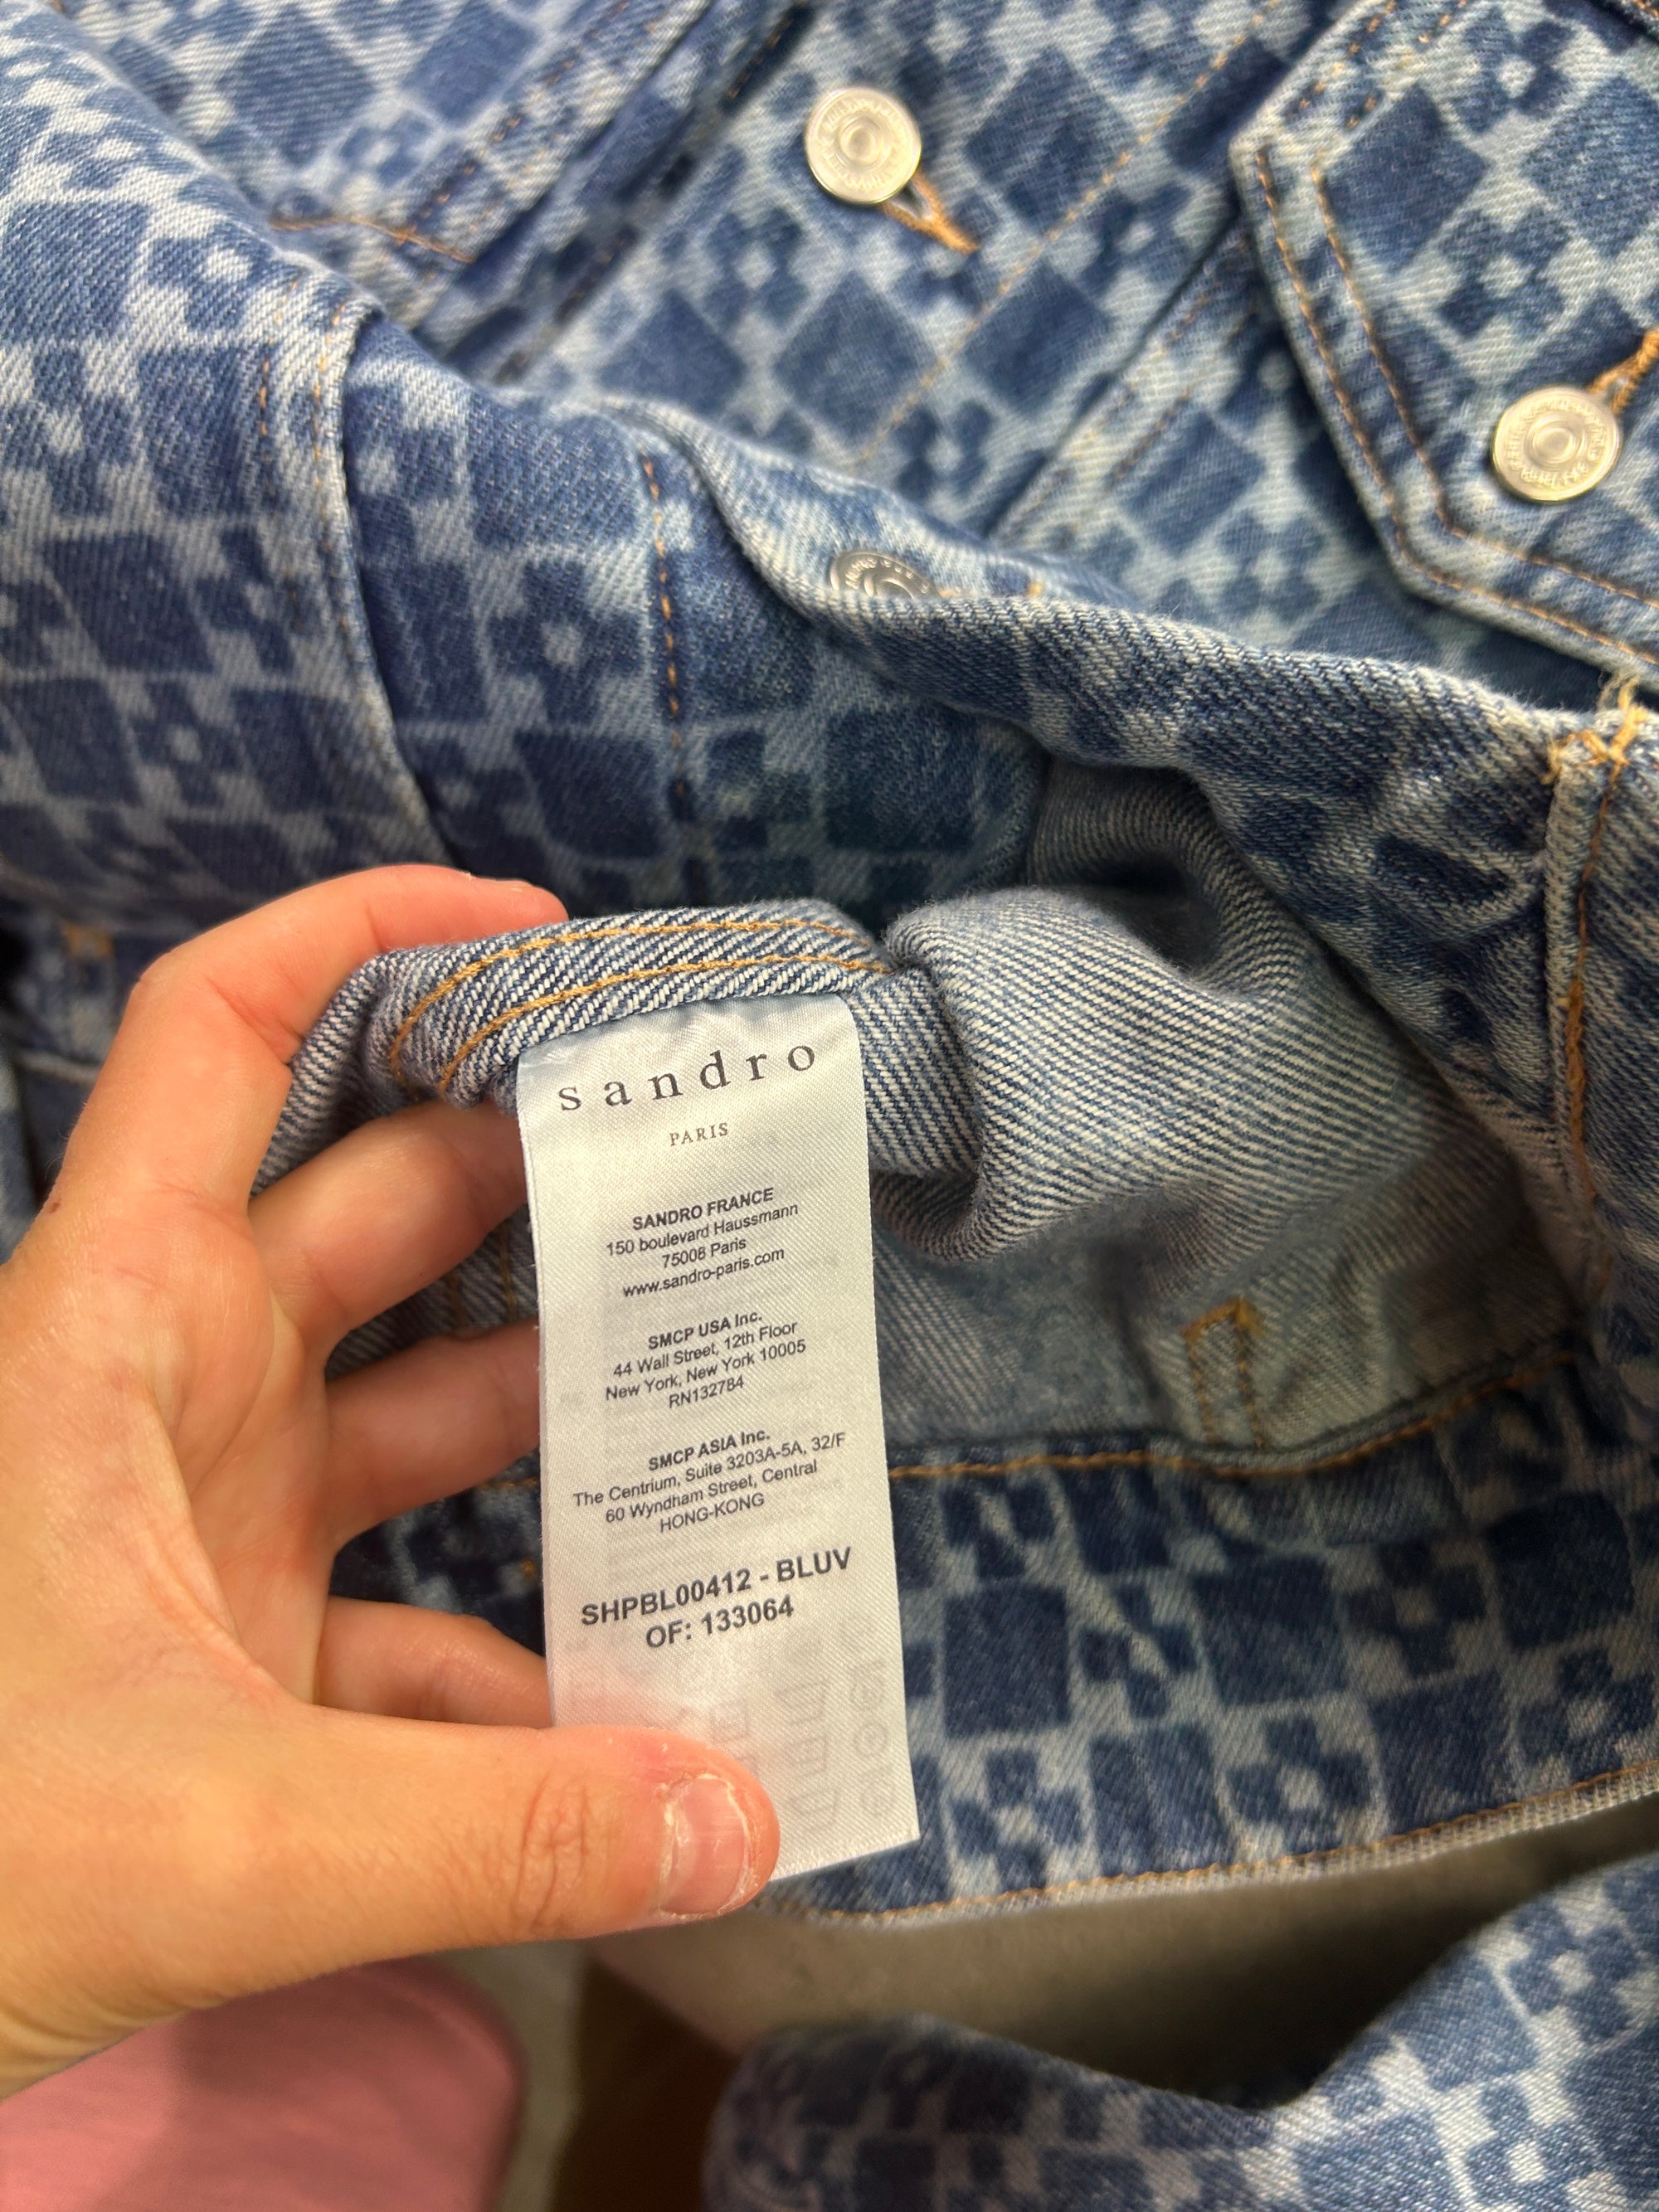 sandro
PARIS
SANDRO FRANCE
150 boulevard Haussmann
75008 Paris
www.sandro-paris.com
SMCP USA Inc.
44 Wall Street, 12th Floor
New York, New York 10005
RN132784
SMCP ASIA Inc.
The Centrium, Suite 3203A-5A, 32/F
60 Wyndham Street, Central
HONG-KONG
SHPBL00412 - BLUV
OF: 133064